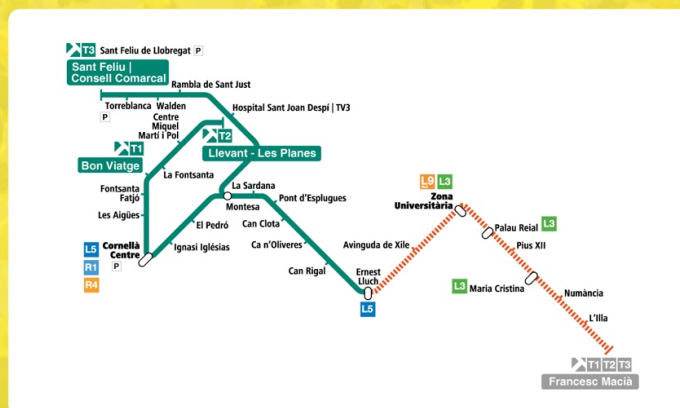 T3 Sant Feliu de Llobregat P
Sant Feliu |
Consell Comarcal
Rambla de Sant Just
Torreblanca
Walden
P
Hospital Sant Joan Despí | TV3
Centre
Miquel
Martí i Pol
T2
Llevant - Les Planes
T1
Bon Viatge
La Fontsanta
Fontsanta
Fatjó
Les Aigües
La Sardana
Montesa
Pont d'Esplugues
El Pedró
Can Clota
L5
R1
R4
Cornellà
Centre
P
Ignasi Iglésias
Ca n'Oliveres
Can Rigal
Ernest
Lluch
L5
Avinguda de Xile
L9 L3
Zona
Universitària
Palau Reial L3
Pius XII
L3 Maria Cristina
Numància
L'Illa
T1 T2 T3
Francesc Macià